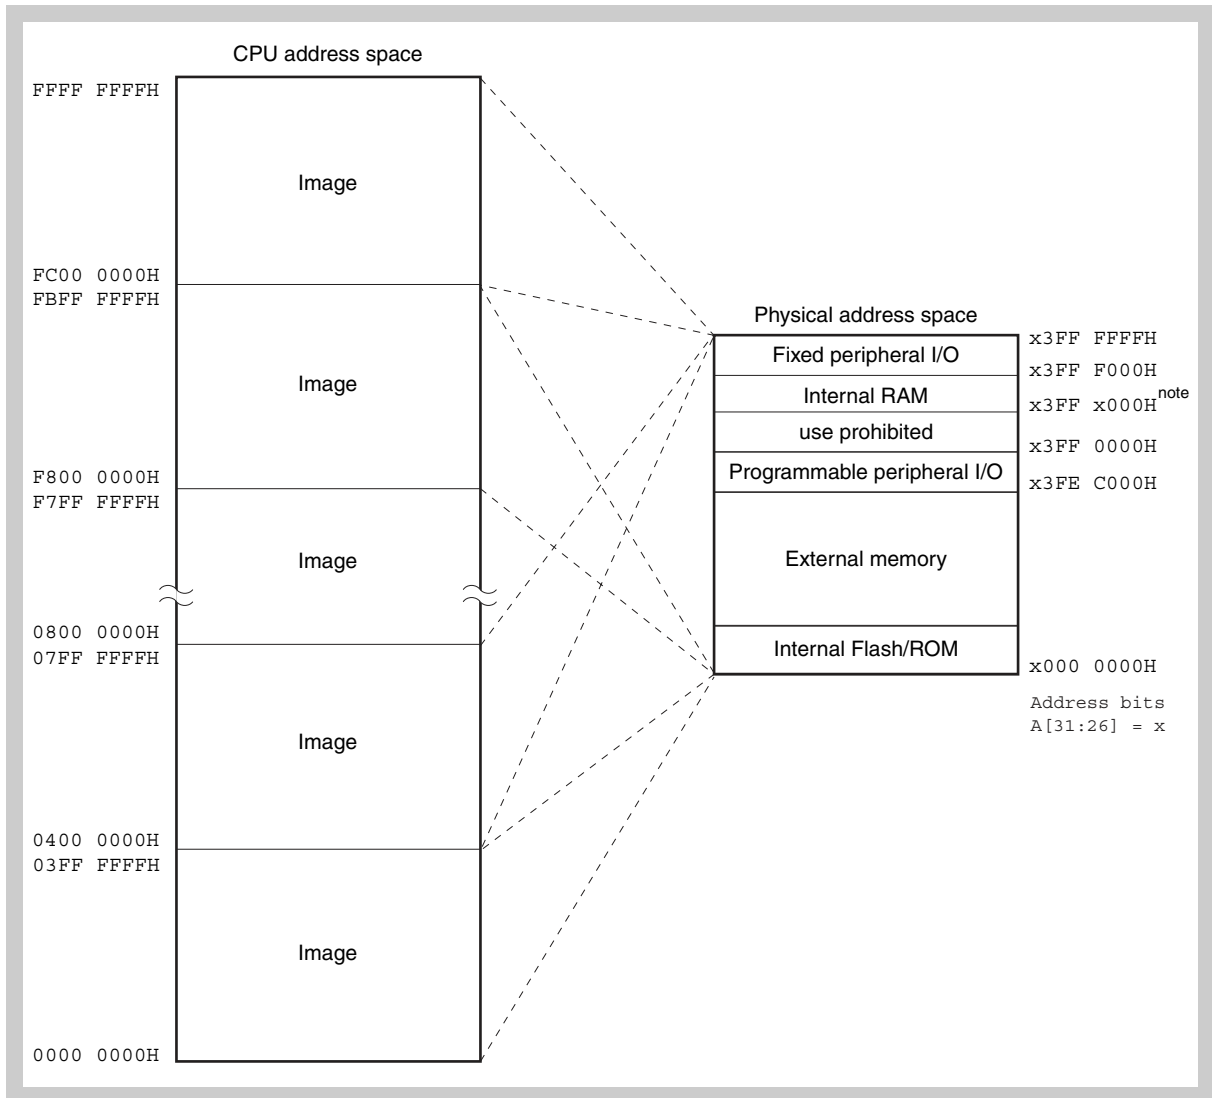 CPU address space
FFFF FFFFH
Image
FC00 0000H
FBFF FFFFH
Image
F800 0000H
F7FF FFFFH
Image
0800 0000H
07FF FFFFH
Image
0400 0000H
03FF FFFFH
Image
0000 0000H
Physical address space
Fixed peripheral I/O
Internal RAM
use prohibited
Programmable peripheral I/O
External memory
Internal Flash/ROM
x3FF FFFFH
x3FF F000H
x3FF x000H note
x3FF 0000H
x3FE C000H
x000 0000H
Address bits
A[31:26] = x